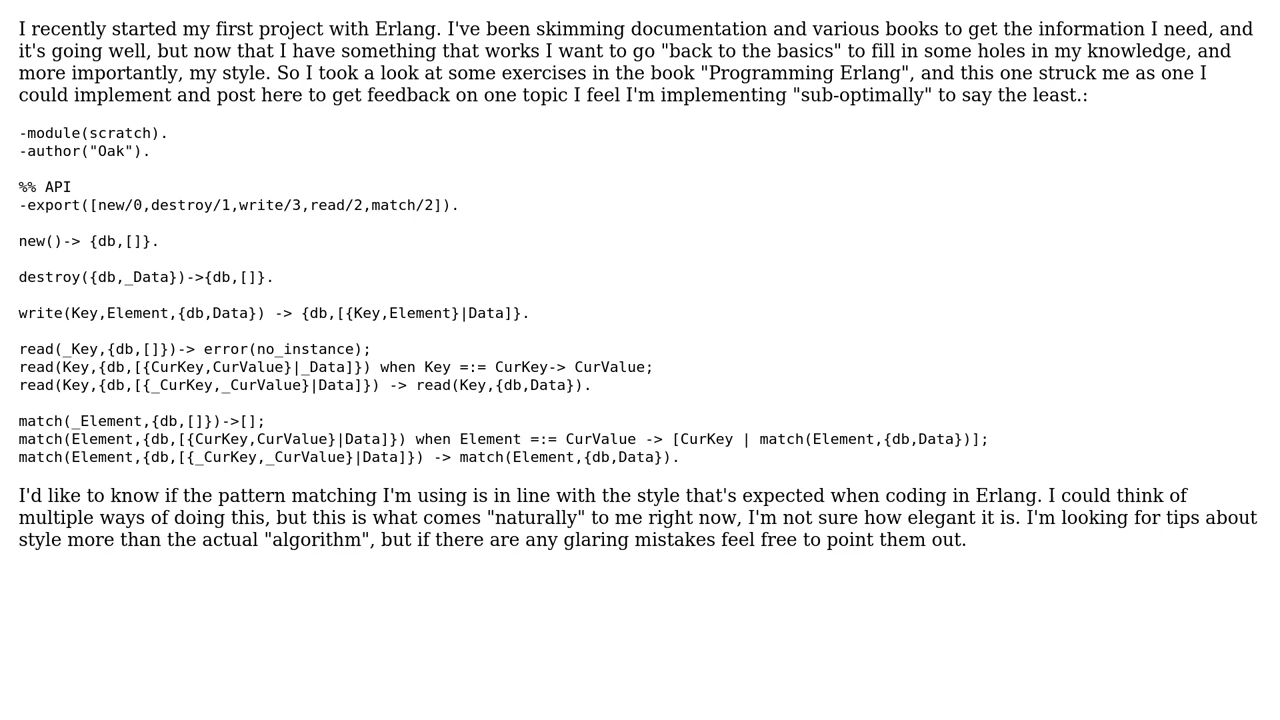 I recently started my first project with Erlang. I've been skimming documentation and various books to get the information I need, and
it's going well, but now that I have something that works I want to go "back to the basics" to fill in some holes in my knowledge, and
more importantly, my style. So I took a look at some exercises in the book "Programming Erlang", and this one struck me as one I
could implement and post here to get feedback on one topic I feel I'm implementing "sub-optimally" to say the least.:
-module(scratch).
-author("Oak").
%% API
-export([new/0,destroy/1,write/3,read/2,match/2]).
new()-> {db,[]}.
destroy({db,_Data})->{db,[]}.
write(Key,Element,{db,Data}) -> {db,[{Key,Element}|Data]}.
read(_Key,{db,[]})-> error(no_instance);
read(Key,{db,[{CurKey,CurValue}|_Data]}) when Key =:= CurKey-> CurValue;
read(Key,{db,[{_CurKey,_CurValue}|Data]}) -> read(Key,{db,Data}).
match(_Element,{db,[]})->[];
match(Element,{db,[{CurKey,CurValue}|Data]}) when Element =:= CurValue -> [CurKey | match(Element,{db,Data})];
match(Element,{db,[{_CurKey,_CurValue}|Data]}) -> match(Element,{db,Data}).
I'd like to know if the pattern matching I'm using is in line with the style that's expected when coding in Erlang. I could think of
multiple ways of doing this, but this is what comes "naturally" to me right now, I'm not sure how elegant it is. I'm looking for tips about
style more than the actual "algorithm", but if there are any glaring mistakes feel free to point them out.